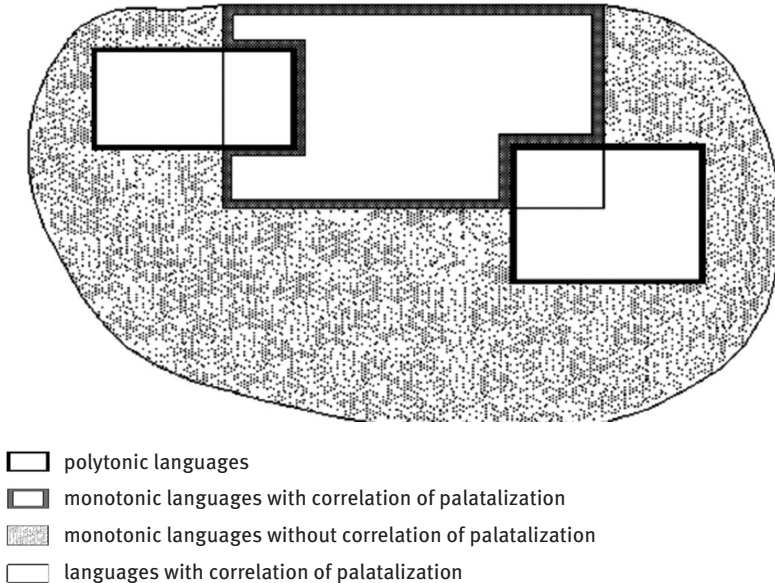 polytonic languages
monotonic languages with correlation of palatalization
monotonic languages without correlation of palatalization
languages with correlation of palatalization